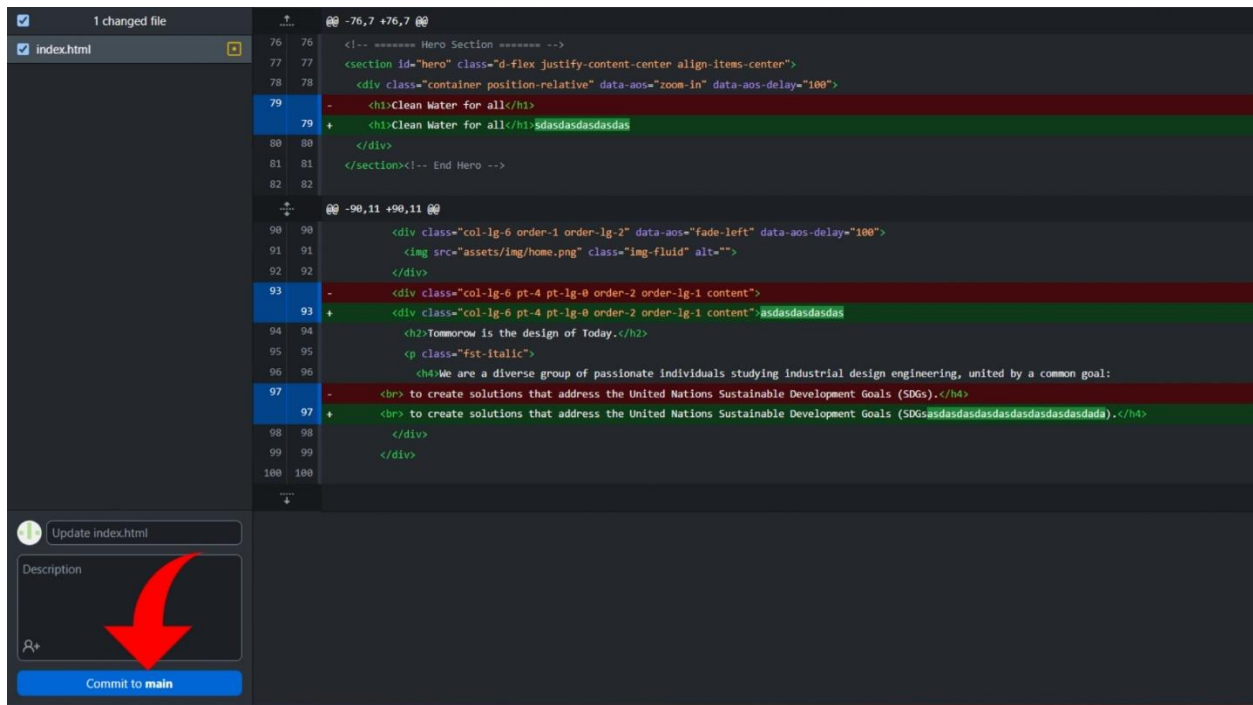 1 changed file
index.html
Update index.html
Description
Commit to main
@@ -76,7 +76,7 @@
76 76 <!-- ======= Hero Section ======= -->
77 77 <section id="hero" class="d-flex justify-content-center align-items-center">
78 78 <div class="container position-relative" data-aos="zoom-in" data-aos-delay="100">
79 - <h1>Clean Water for all</h1>
79 + <h1>Clean Water for all</h1>sdasdasdasdasdas
80 80 </div>
81 81 </section><!-- End Hero -->
82 82
@@ -90,11 +90,11 @@
90 90 <div class="col-lg-6 order-1 order-lg-2" data-aos="fade-left" data-aos-delay="100">
91 91 <img src="assets/img/home.png" class="img-fluid" alt="">
92 92 </div>
93 - <div class="col-lg-6 pt-4 pt-lg-0 order-2 order-lg-1 content">
93 + <div class="col-lg-6 pt-4 pt-lg-0 order-2 order-lg-1 content">asdasdasdasdas
94 94 <h2>Tommorow is the design of Today.</h2>
95 95 <p class="fst-italic">
96 96 <h4>We are a diverse group of passionate individuals studying industrial design engineering, united by a common goal:
97 - <br> to create solutions that address the United Nations Sustainable Development Goals (SDGs).</h4>
97 + <br> to create solutions that address the United Nations Sustainable Development Goals (SDGsasdasdasdasdasdasdasdasdasdada).</h4>
98 98 </div>
99 99 </div>
100 100